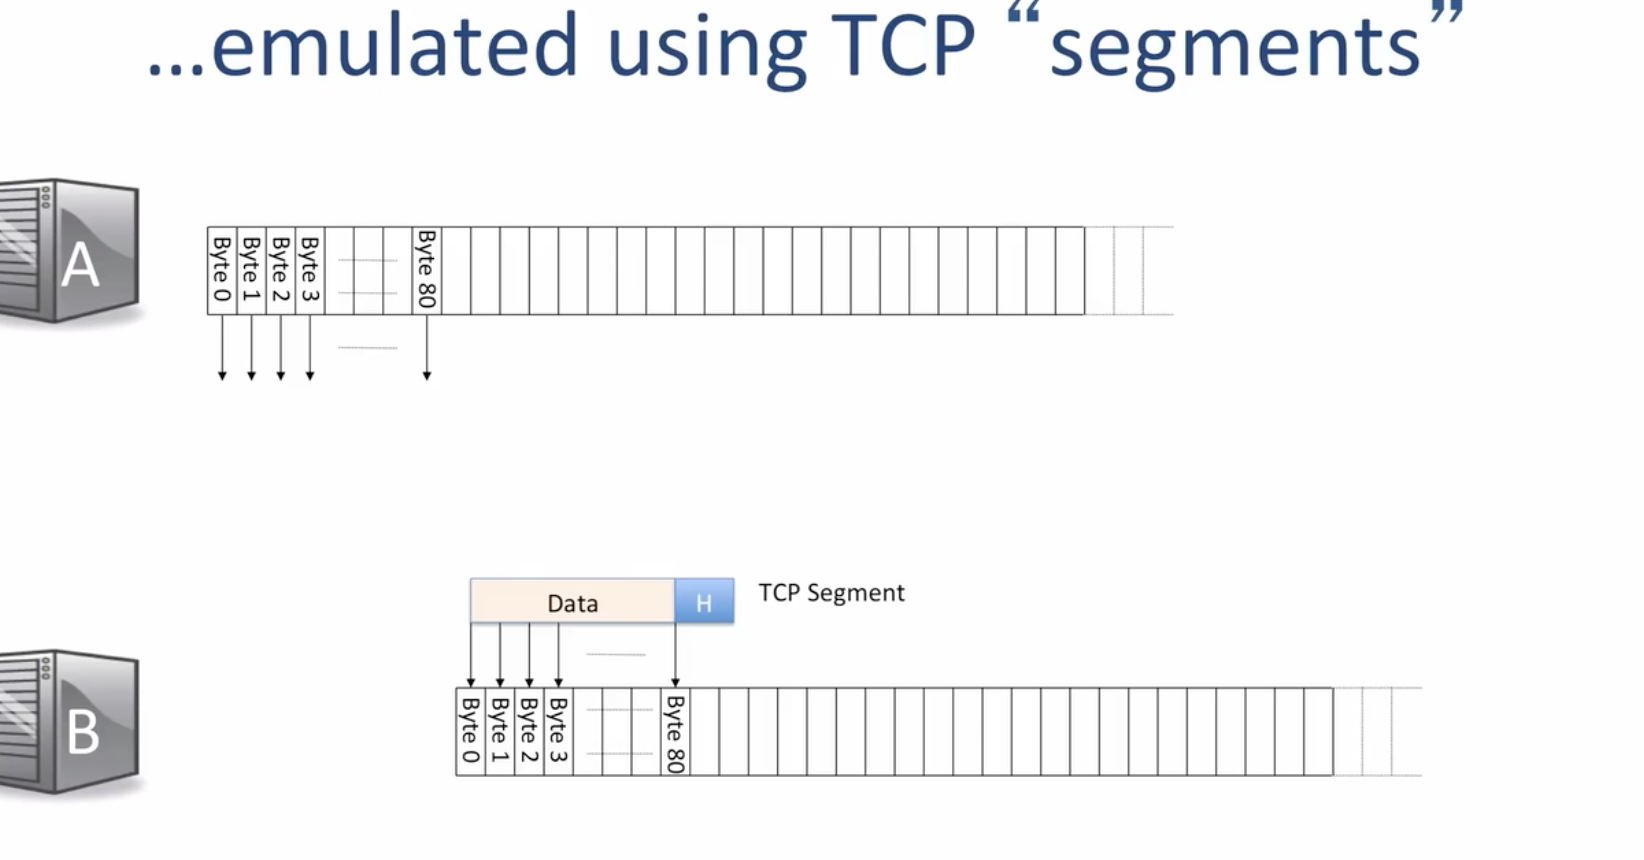 ...emulated using TCP “segments”
A
Byte 0
Byte 1
Byte 2
Byte 3
Byte 80
Data
H
TCP Segment
B
Byte 0
Byte 1
Byte 2
Byte 3
Byte 80